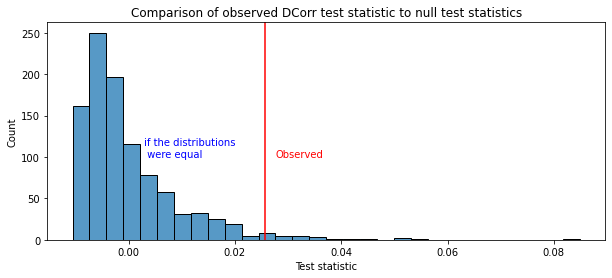 Comparison of observed DCorr test statistic to null test statistics
250
200
150
100
50
0
Count
if the distributions
were equal
Observed
0.00
0.02
0.04
0.06
0.08
Test statistic